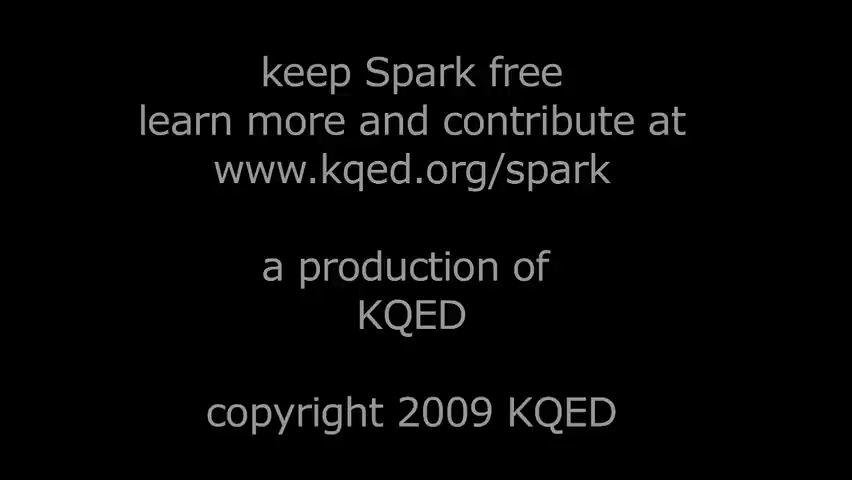 keep Spark free
learn more and contribute at
www.kqed.org/spark
a production of
KQED
copyright 2009 KQED